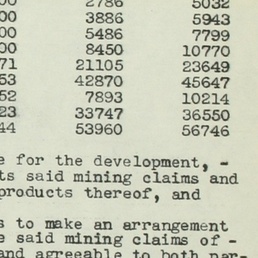 00 2786 5032
00 3886 5943
00 5486 7799
00 8450 10770
71 21105 23649
53 42870 45647
52 7893 10214
23 33747 36550
44 53960 56746
e for the development, -
ts said mining claims and
products thereof, and
s to make an arrangement
e said mining claims of -
and agreeable to both par-